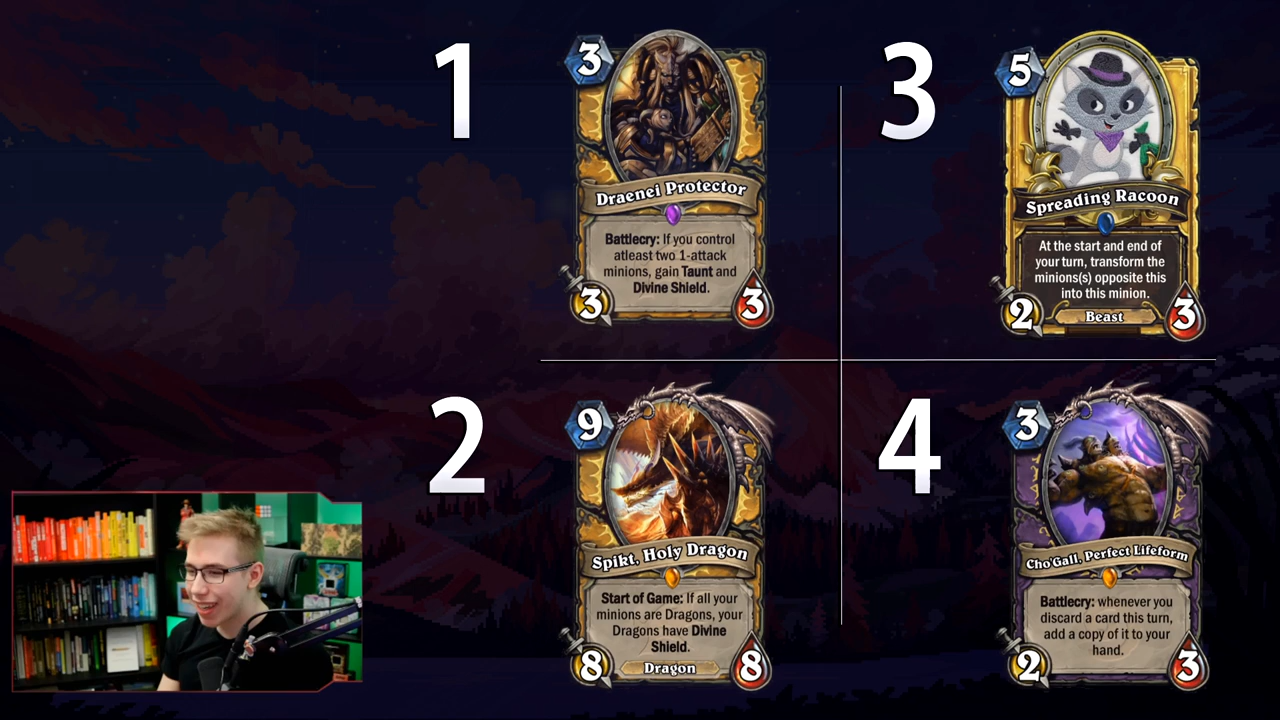 1
3
Draenei Protector
Battlecry: If you control
atleast two 1-attack
minions, gain Taunt and
Divine Shield.
3
3
3
5
Spreading Racoon
At the start and end of
your turn, transform the
minions(s) opposite this
into this minion.
2
Beast
3
2
9
Spikt, Holy Dragon
Start of Game: If all your
minions are Dragons, your
Dragons have Divine
Shield.
8
Dragon
8
4
3
Cho'Gall, Perfect Lifeform
Battlecry: whenever you
discard a card this turn,
add a copy of it to your
hand.
2
3